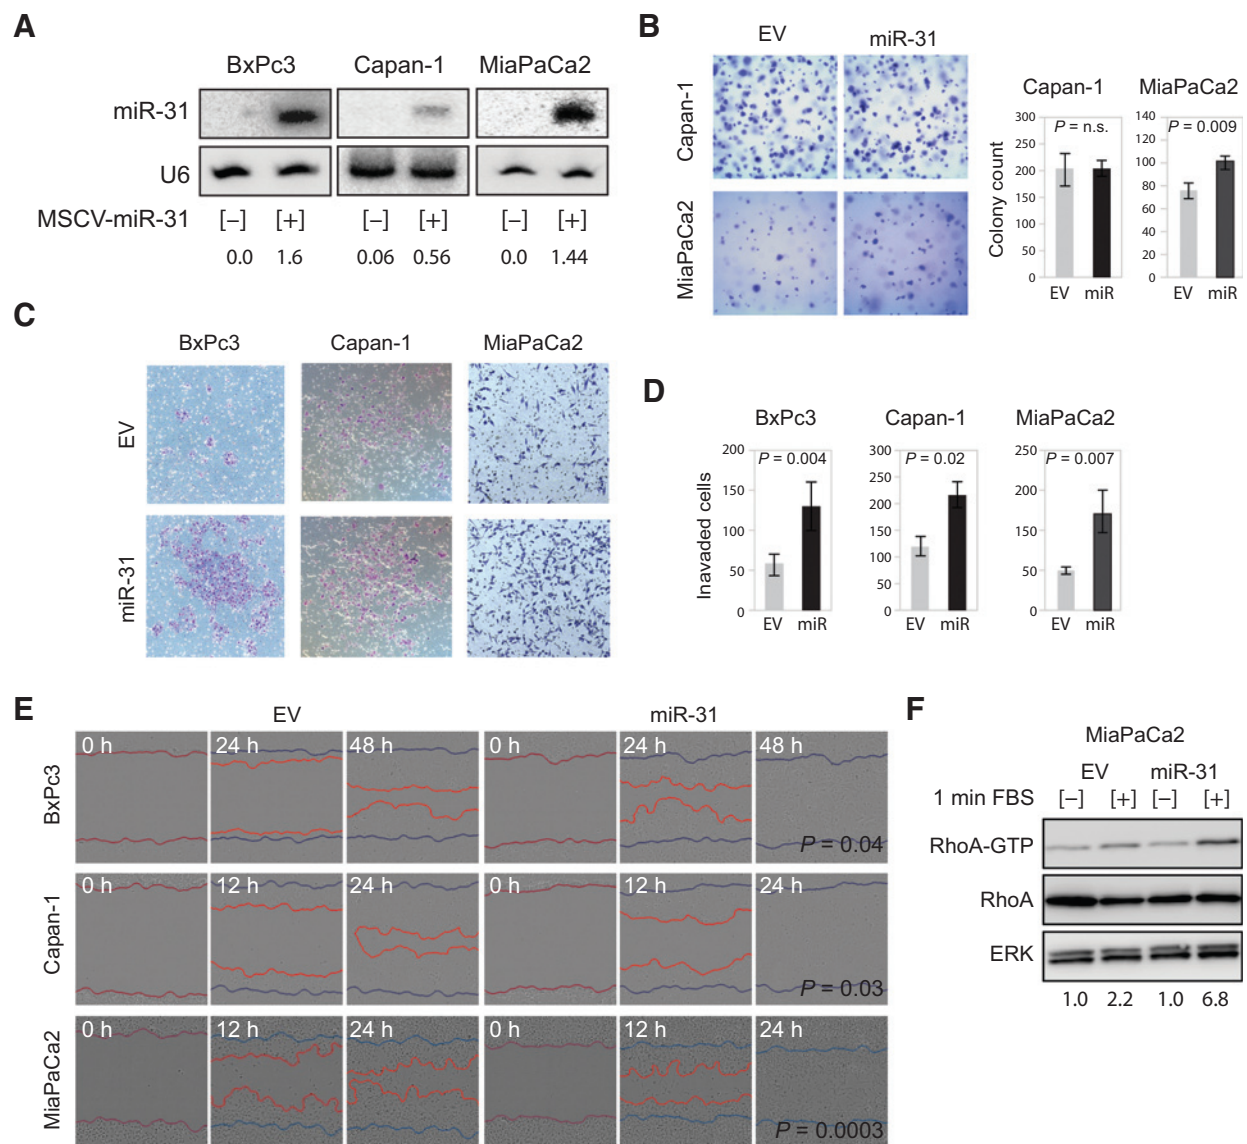 A
BxPc3 Capan-1 MiaPaCa2
miR-31
U6
MSCV-miR-31 [–] [+] [–] [+] [–] [+]
0.0 1.6 0.06 0.56 0.0 1.44
B
EV miR-31
Capan-1
MiaPaCa2
Capan-1 MiaPaCa2
Colony count
300
250
200
150
100
50
0
P = n.s.
EV miR
140
120
100
80
60
40
20
0
P = 0.009
EV miR
C
BxPc3 Capan-1 MiaPaCa2
EV
miR-31
D
BxPc3 Capan-1 MiaPaCa2
Inavaded cells
200
150
100
50
0
P = 0.004
EV miR
300
250
200
150
100
50
0
P = 0.02
EV miR
250
200
150
100
50
0
P = 0.007
EV miR
E
EV miR-31
BxPc3
0 h 24 h 48 h 0 h 24 h 48 h
P = 0.04
Capan-1
0 h 12 h 24 h 0 h 12 h 24 h
P = 0.03
MiaPaCa2
0 h 12 h 24 h 0 h 12 h 24 h
P = 0.0003
F
MiaPaCa2
EV miR-31
1 min FBS [–] [+] [–] [+]
RhoA-GTP
RhoA
ERK
1.0 2.2 1.0 6.8